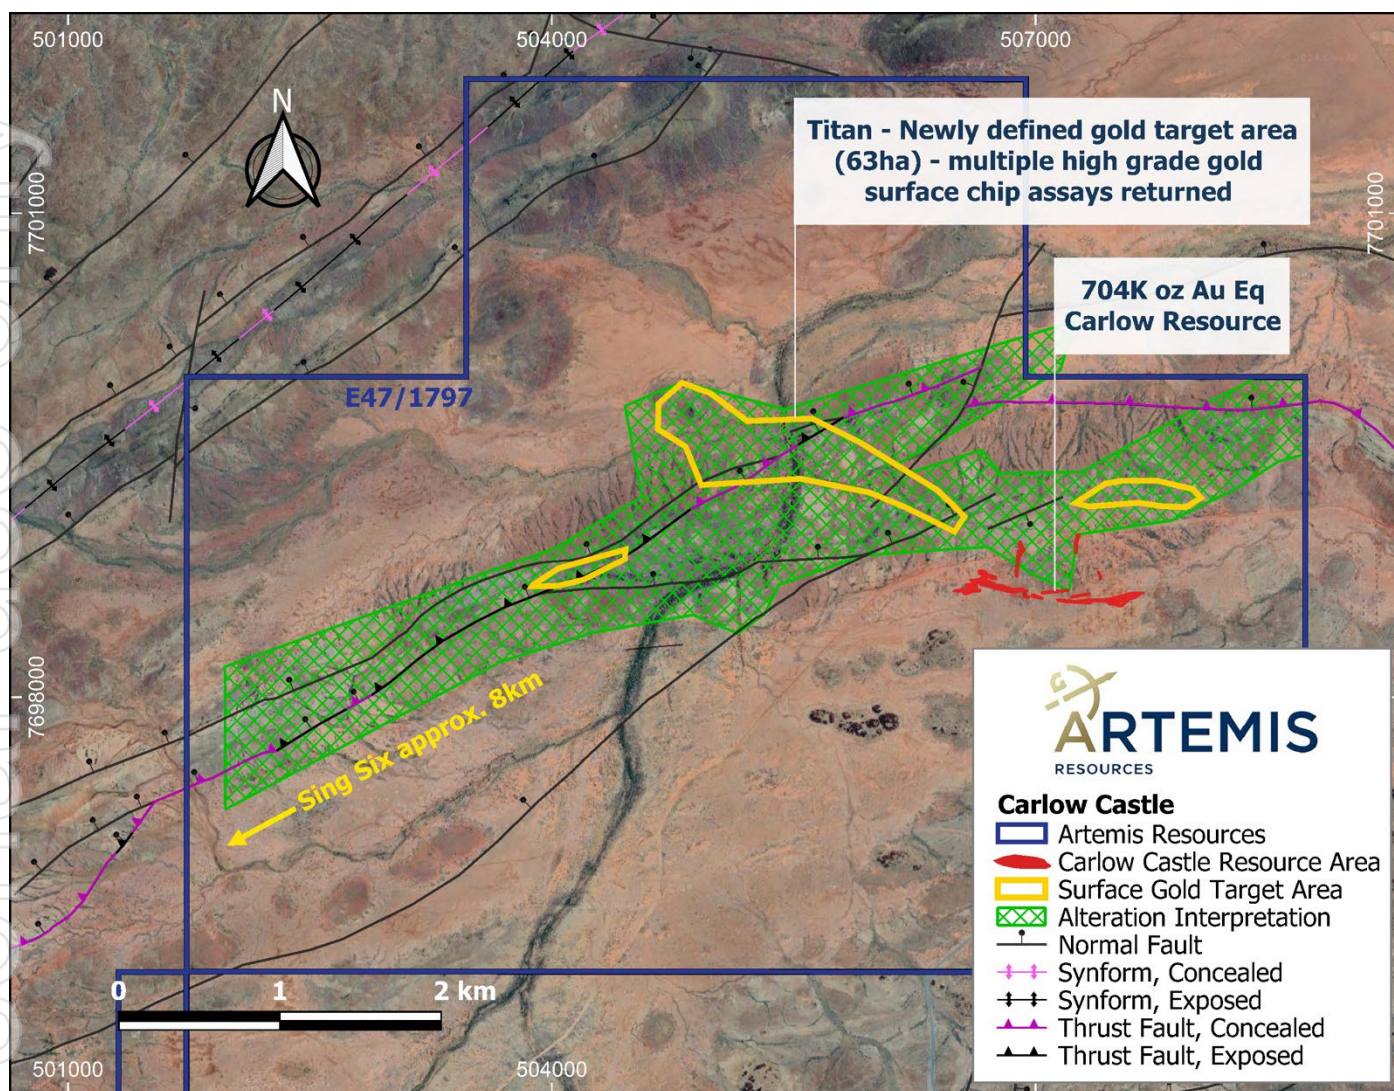 501000
504000
507000
N
Titan - Newly defined gold target area
(63ha) - multiple high grade gold
surface chip assays returned
7701000
7701000
704K oz Au Eq
Carlow Resource
E47/1797
7698000
Sing Six approx. 8km
G
ARTEMIS
RESOURCES
Carlow Castle
Artemis Resources
Carlow Castle Resource Area
Surface Gold Target Area
Alteration Interpretation
Normal Fault
Synform, Concealed
Synform, Exposed
Thrust Fault, Concealed
Thrust Fault, Exposed
0 1 2 km
501000
504000